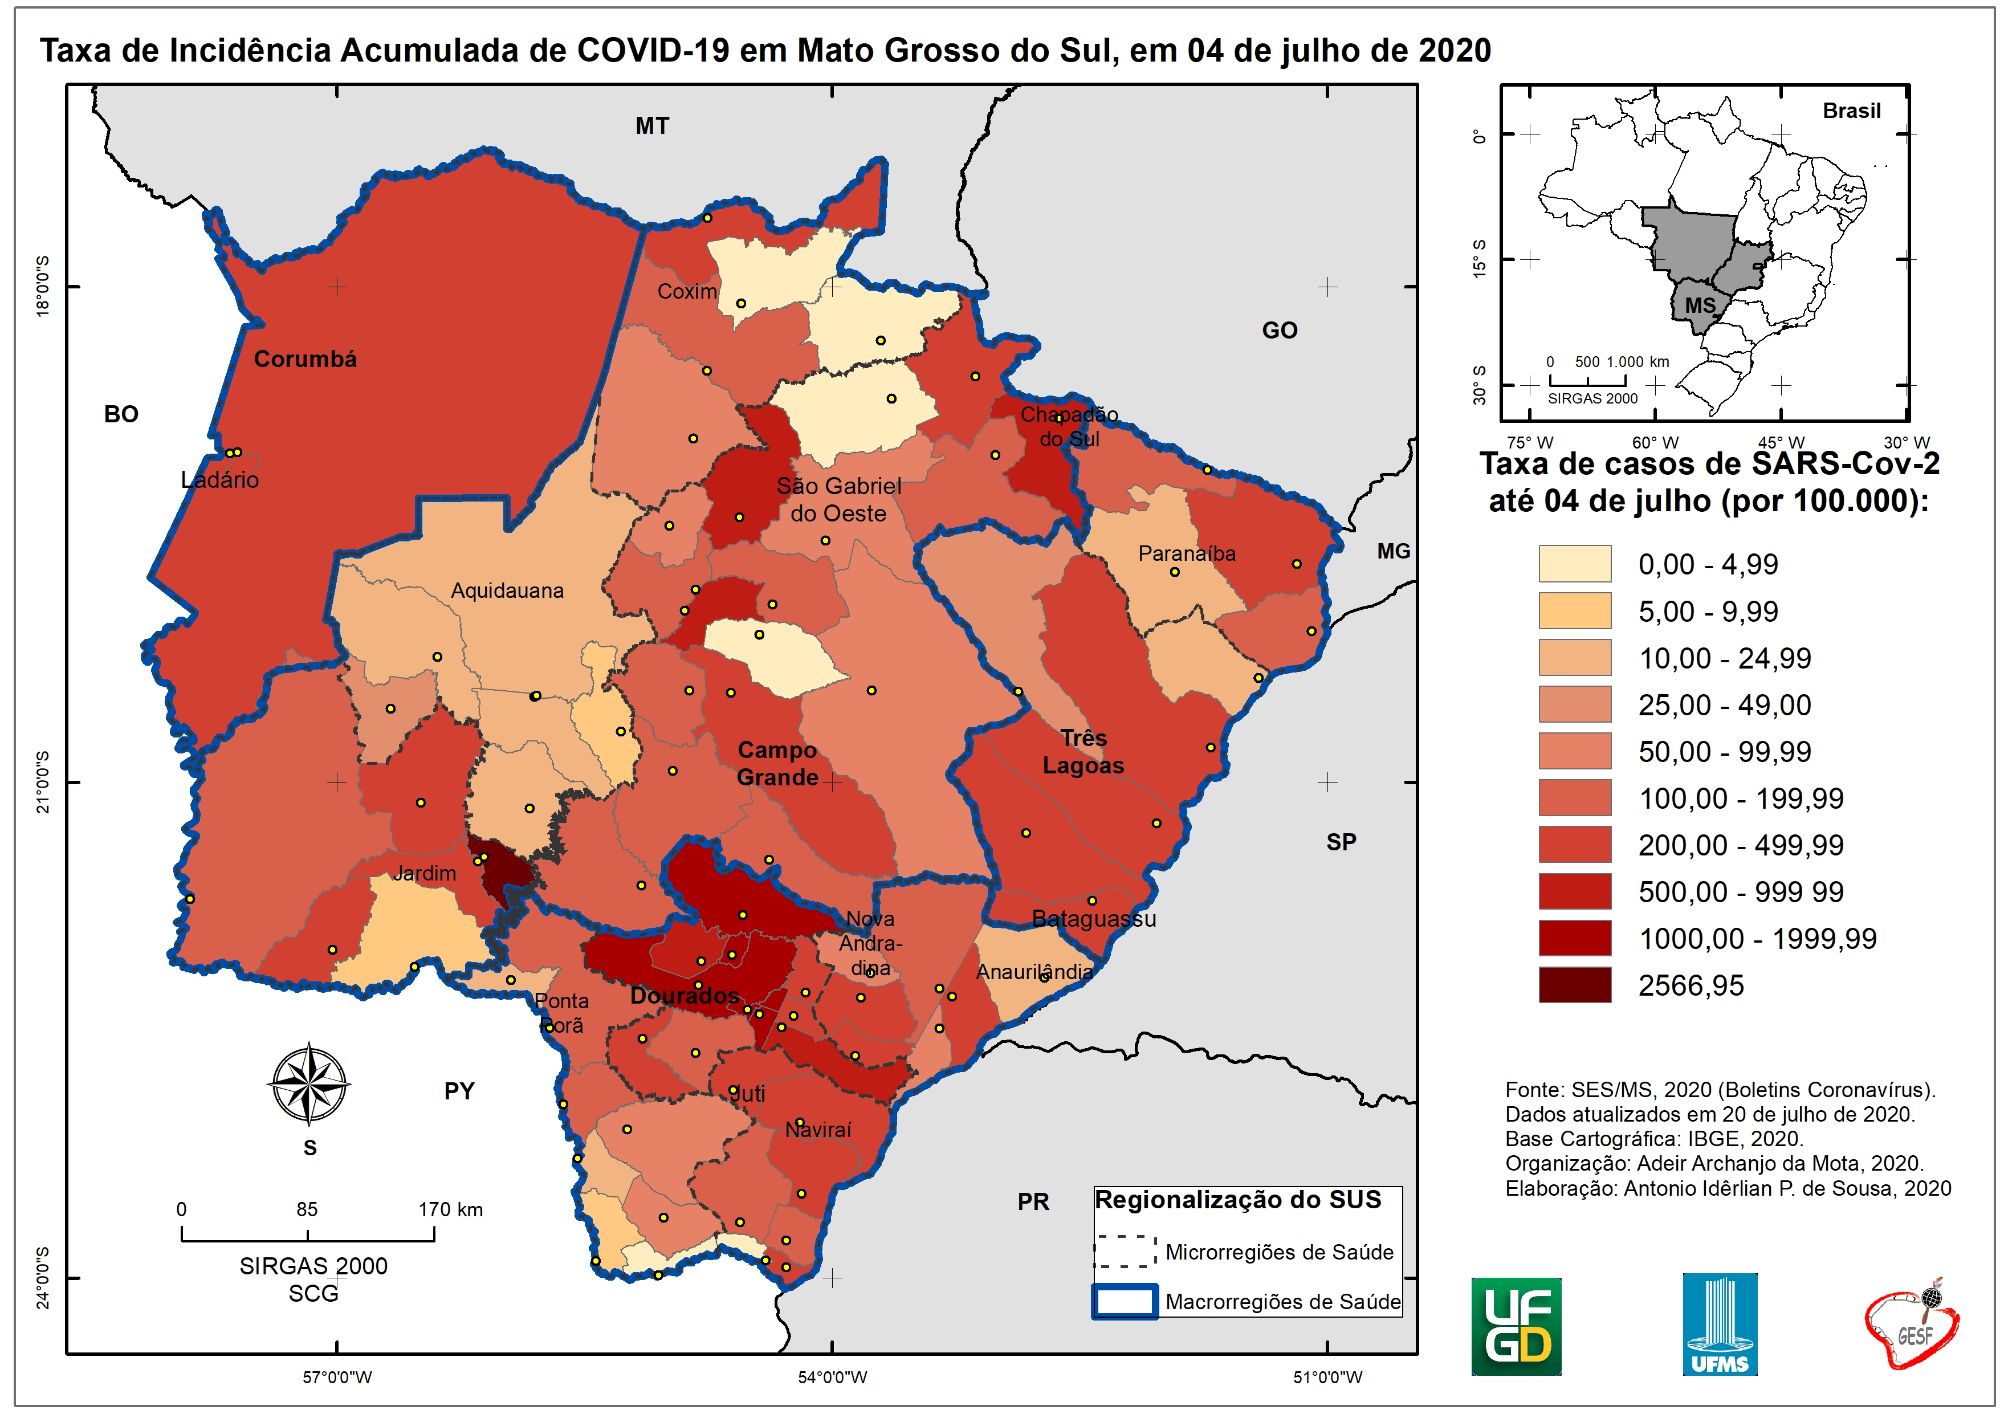 Taxa de Incidência Acumulada de COVID-19 em Mato Grosso do Sul, em 04 de julho de 2020
MT
GO
MG
SP
PR
PY
BO
Coxim
Corumbá
Ladário
Chapadão
do Sul
São Gabriel
do Oeste
Paranaíba
Aquidauana
Campo
Grande
Três
Lagoas
Jardim
Bataguassu
Nova
Andra-
dina
Anaurilândia
Dourados
Ponta
Porã
Juti
Naviraí
S
0 85 170 km
SIRGAS 2000
SCG
18°0'0"S
21°0'0"S
24°0'0"S
57°0'0"W
54°0'0"W
51°0'0"W
Regionalização do SUS
Microrregiões de Saúde
Macrorregiões de Saúde
Brasil
MS
0 500 1.000 km
SIRGAS 2000
0°
15° S
30° S
75° W
60° W
45° W
30° W
Taxa de casos de SARS-Cov-2
até 04 de julho (por 100.000):
0,00 - 4,99
5,00 - 9,99
10,00 - 24,99
25,00 - 49,00
50,00 - 99,99
100,00 - 199,99
200,00 - 499,99
500,00 - 999 99
1000,00 - 1999,99
2566,95
Fonte: SES/MS, 2020 (Boletins Coronavírus).
Dados atualizados em 20 de julho de 2020.
Base Cartográfica: IBGE, 2020.
Organização: Adeir Archanjo da Mota, 2020.
Elaboração: Antonio Idêrlian P. de Sousa, 2020
UF
GD
UFMS
GESF